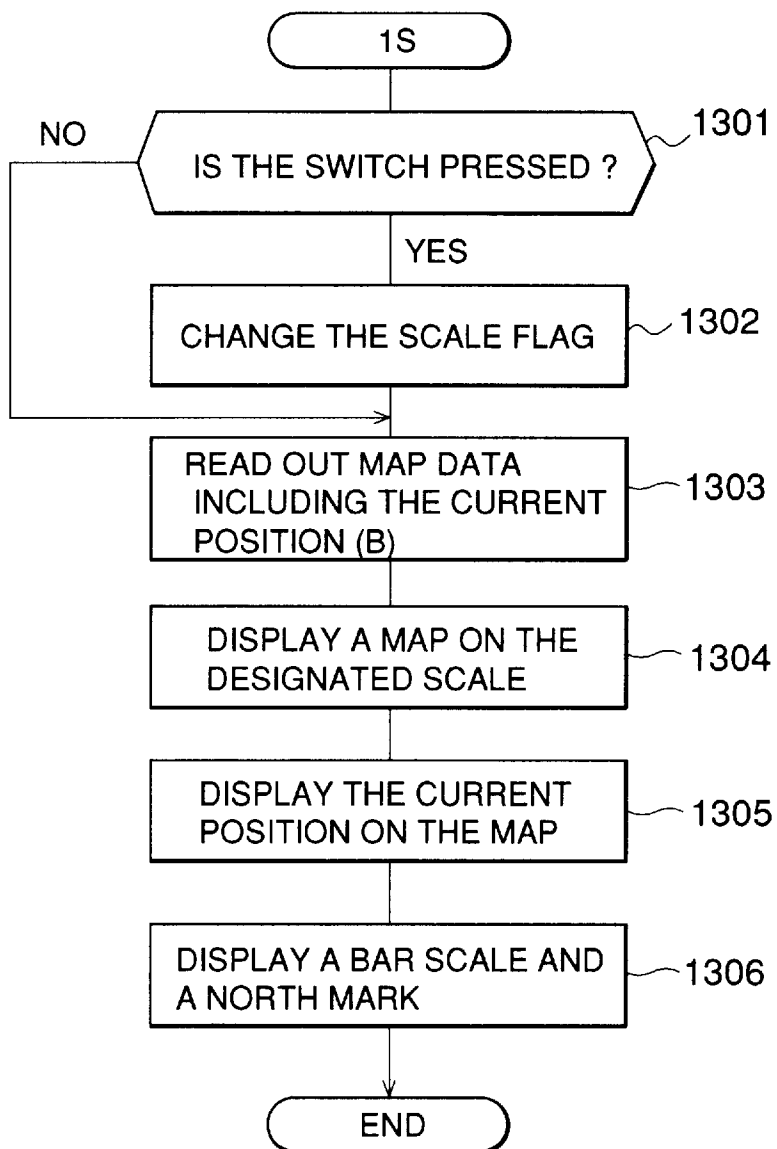 1S
1301
NO
IS THE SWITCH PRESSED ?
YES
1302
CHANGE THE SCALE FLAG
READ OUT MAP DATA
INCLUDING THE CURRENT
POSITION (B)
1303
DISPLAY A MAP ON THE
DESIGNATED SCALE
1304
DISPLAY THE CURRENT
POSITION ON THE MAP
1305
DISPLAY A BAR SCALE AND
A NORTH MARK
1306
END